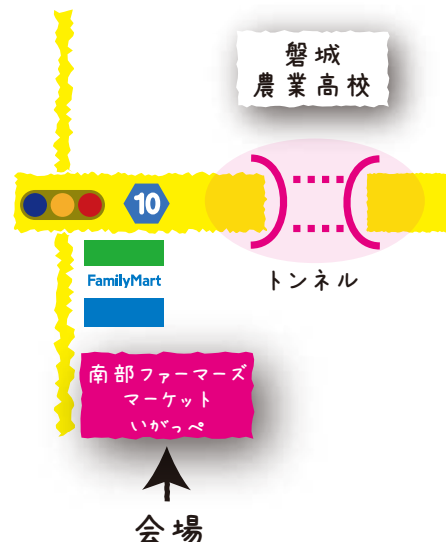 磐城
農業高校
10
トンネル
FamilyMart
南部ファーマーズ
マーケット
いがっぺ
会場